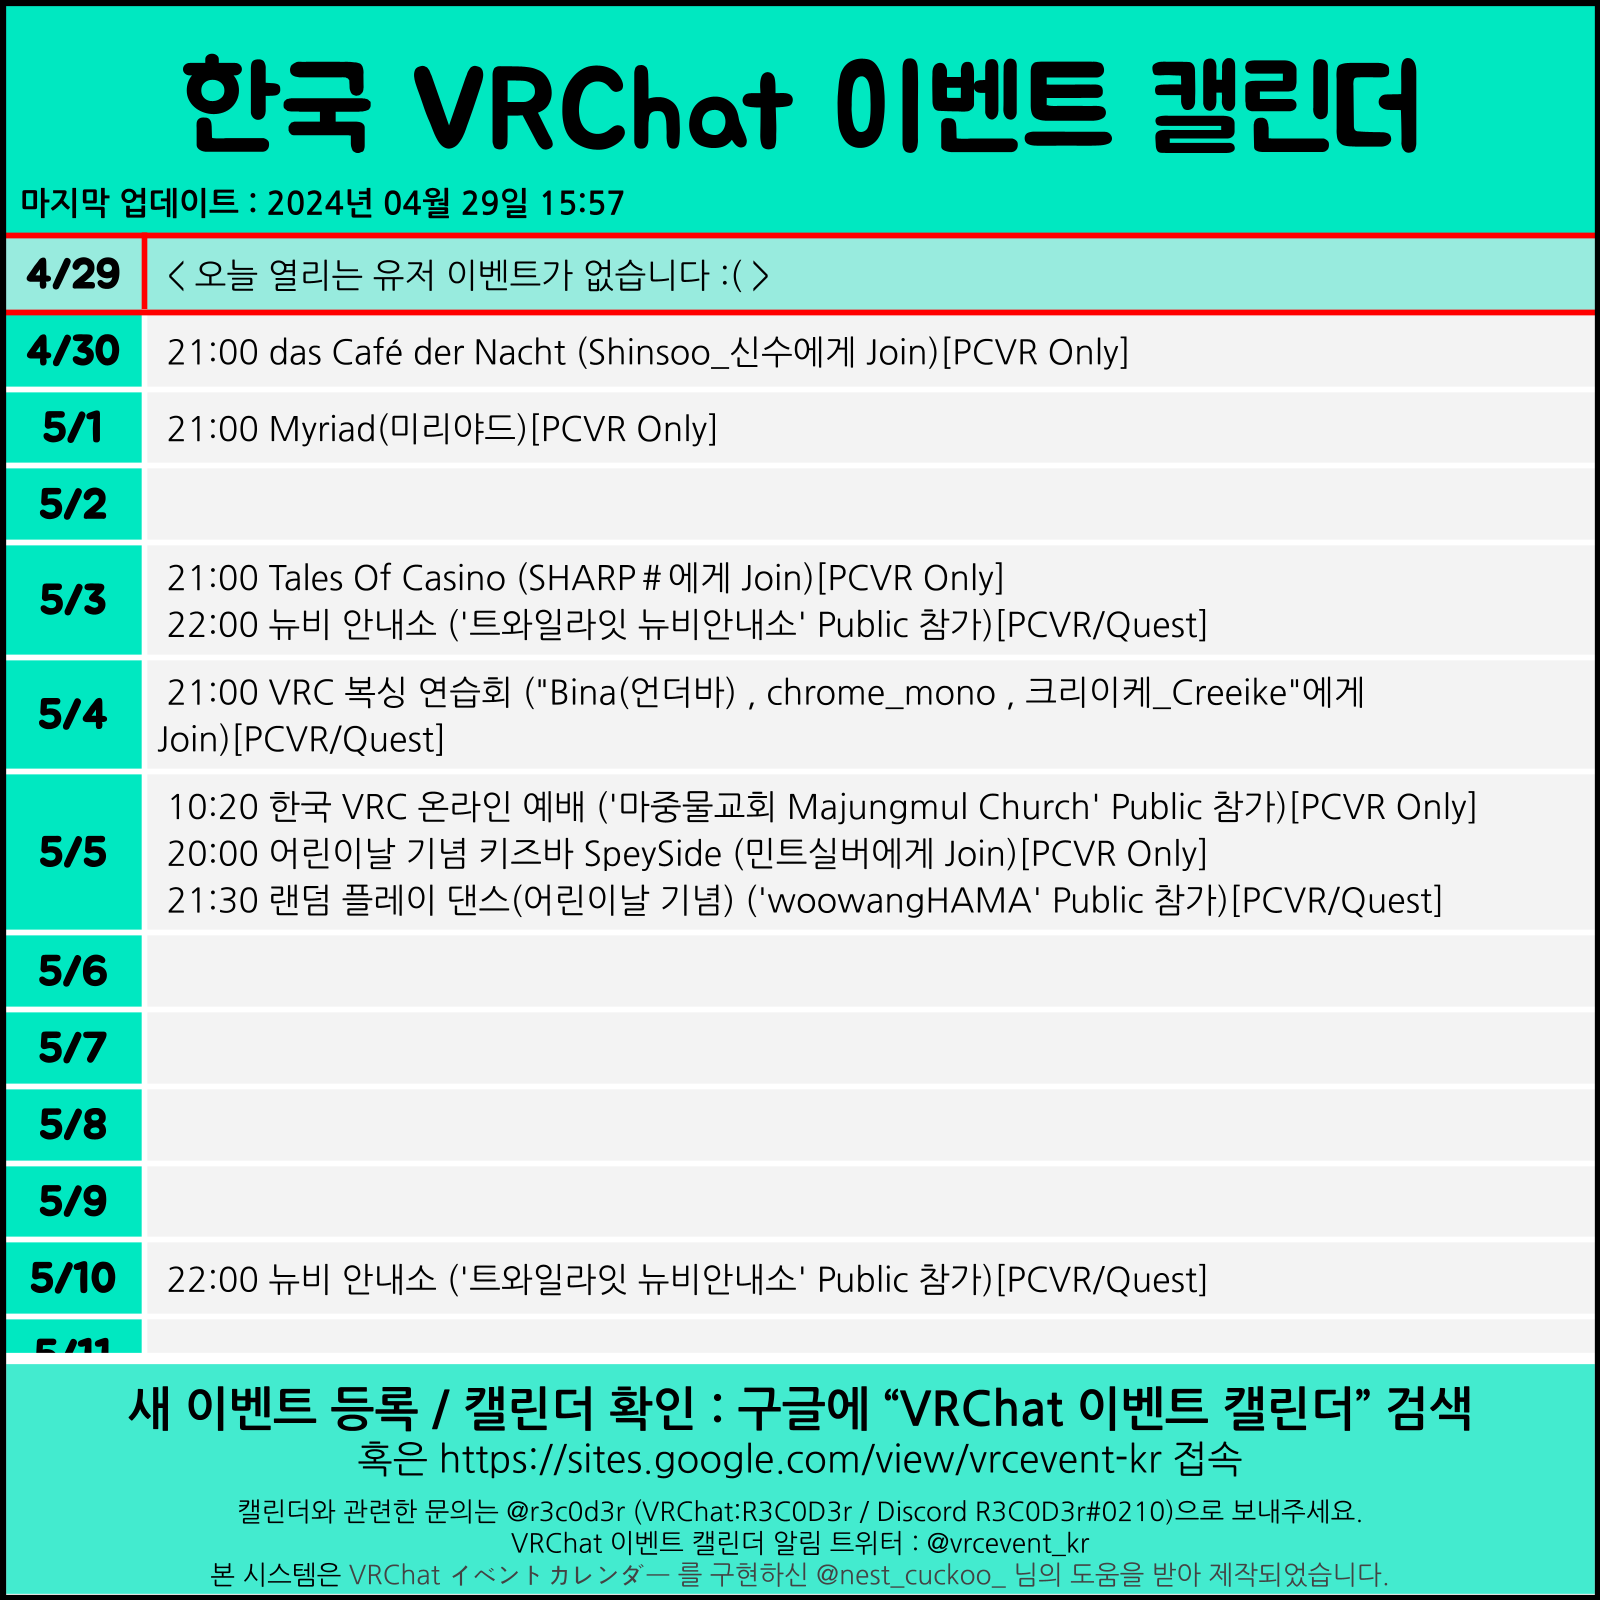 한국 VRChat 이벤트 캘린더
마지막 업데이트 : 2024년 04월 29일 15:57
4/29
< 오늘 열리는 유저 이벤트가 없습니다 :( >
4/30
21:00 das Café der Nacht (Shinsoo_신수에게 Join)[PCVR Only]
5/1
21:00 Myriad(미리야드)[PCVR Only]
5/2
5/3
21:00 Tales Of Casino (SHARP#에게 Join)[PCVR Only]
22:00 뉴비 안내소 ('트와일라잇 뉴비안내소' Public 참가)[PCVR/Quest]
5/4
21:00 VRC 복싱 연습회 ("Bina(언더바) , chrome_mono , 크리이케_Creeike"에게
Join)[PCVR/Quest]
5/5
10:20 한국 VRC 온라인 예배 ('마중물교회 Majungmul Church' Public 참가)[PCVR Only]
20:00 어린이날 기념 키즈바 SpeySide (민트실버에게 Join)[PCVR Only]
21:30 랜덤 플레이 댄스(어린이날 기념) ('woowangHAMA' Public 참가)[PCVR/Quest]
5/6
5/7
5/8
5/9
5/10
22:00 뉴비 안내소 ('트와일라잇 뉴비안내소' Public 참가)[PCVR/Quest]
5/11
새 이벤트 등록 / 캘린더 확인 : 구글에 “VRChat 이벤트 캘린더” 검색
혹은 https://sites.google.com/view/vrcevent-kr 접속
캘린더와 관련한 문의는 @r3c0d3r (VRChat:R3C0D3r / Discord R3C0D3r#0210)으로 보내주세요.
VRChat 이벤트 캘린더 알림 트위터 : @vrcevent_kr
본 시스템은 VRChat イベントカレンダー 를 구현하신 @nest_cuckoo_ 님의 도움을 받아 제작되었습니다.